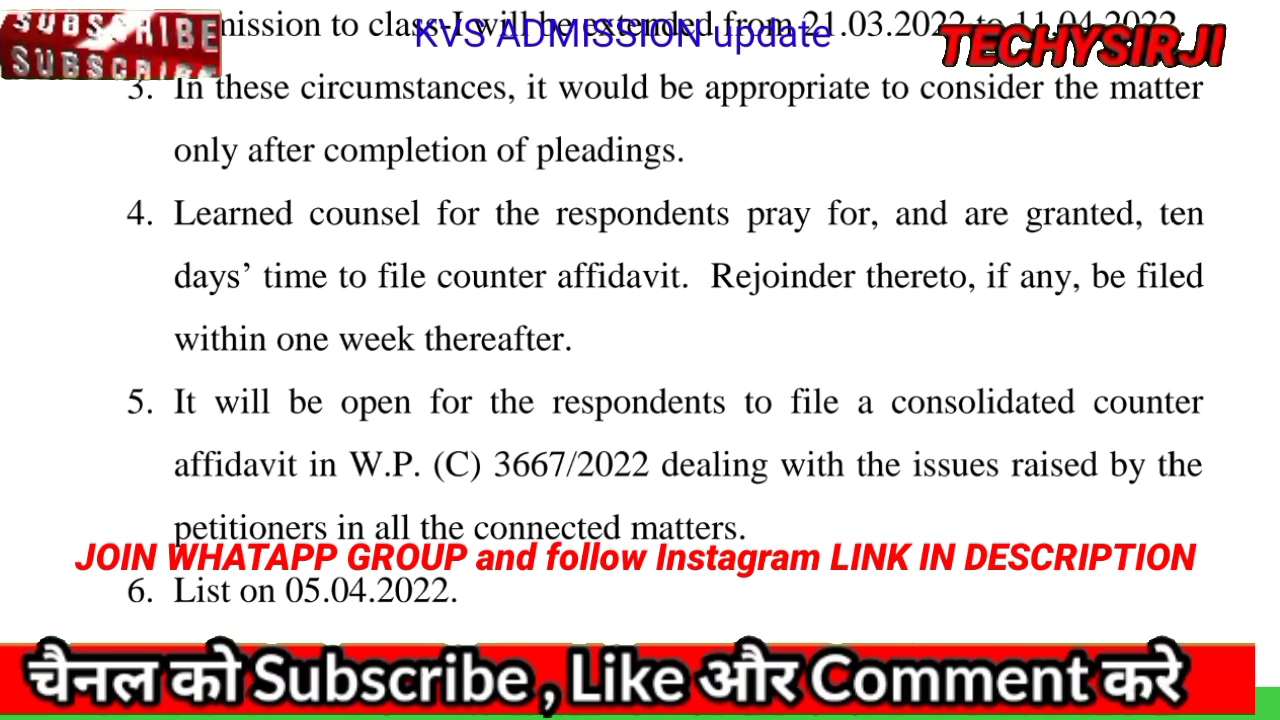 SUBSCRIBE
SUBSCRIBE
mission to class-I will be extended from 21.03.2022 to 11.04.2022.
KVS ADMISSION update
TECHYSIRJI
3. In these circumstances, it would be appropriate to consider the matter
only after completion of pleadings.
4. Learned counsel for the respondents pray for, and are granted, ten
days’ time to file counter affidavit. Rejoinder thereto, if any, be filed
within one week thereafter.
5. It will be open for the respondents to file a consolidated counter
affidavit in W.P. (C) 3667/2022 dealing with the issues raised by the
petitioners in all the connected matters.
JOIN WHATAPP GROUP and follow Instagram LINK IN DESCRIPTION
6. List on 05.04.2022.
चैनल को Subscribe , Like और Comment करे